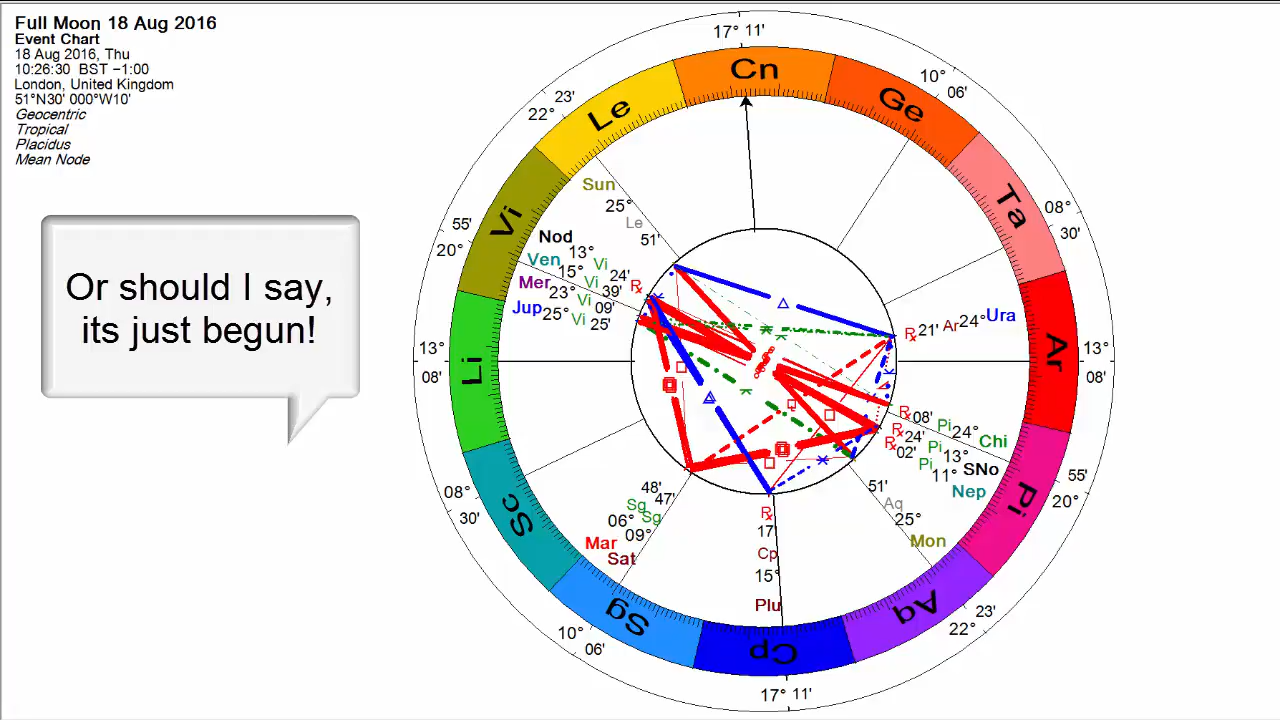 Full Moon 18 Aug 2016
Event Chart
18 Aug 2016, Thu
10:26:30 BST −1:00
London, United Kingdom
51°N30' 000°W10'
Geocentric
Tropical
Placidus
Mean Node
Or should I say,
its just begun!
17° 11'
10°
06'
08°
30'
13°
08'
55'
20°
23'
22°
17° 11'
10°
06'
08°
30'
13°
08'
55'
20°
23'
22°
Cn
Ge
Ta
Ar
Pi
Aq
Cp
Sg
Sc
Li
Vi
Le
Sun
25°
Le
51'
Nod
13°
Vi
24'
℞
Ven
15°
Vi
39'
Mer
23°
Vi
09'
Jup
25°
Vi
25'
℞ 21' Ar 24° Ura
℞ 08' Pi 24° Chi
℞ 24' Pi 13° SNo
℞ 02' Pi 11° Nep
51'
Aq
25°
Mon
℞
17'
Cp
15°
Plu
48'
Sg
06°
Mar
47'
Sg
09°
Sat